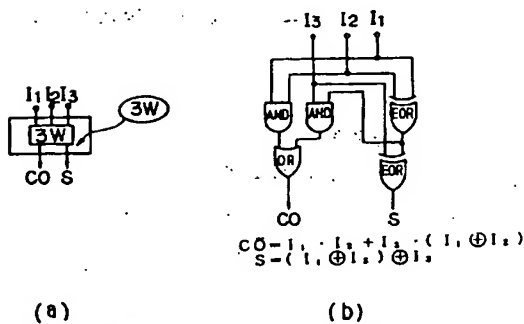 I1 I2 I3
3W
3W
CO S
(a)
I3 I2 I1
AND AND EOR
OR EOR
CO S
CO=I1·I2+I3·(I1⊕I2)
S=(I1⊕I2)⊕I3
(b)